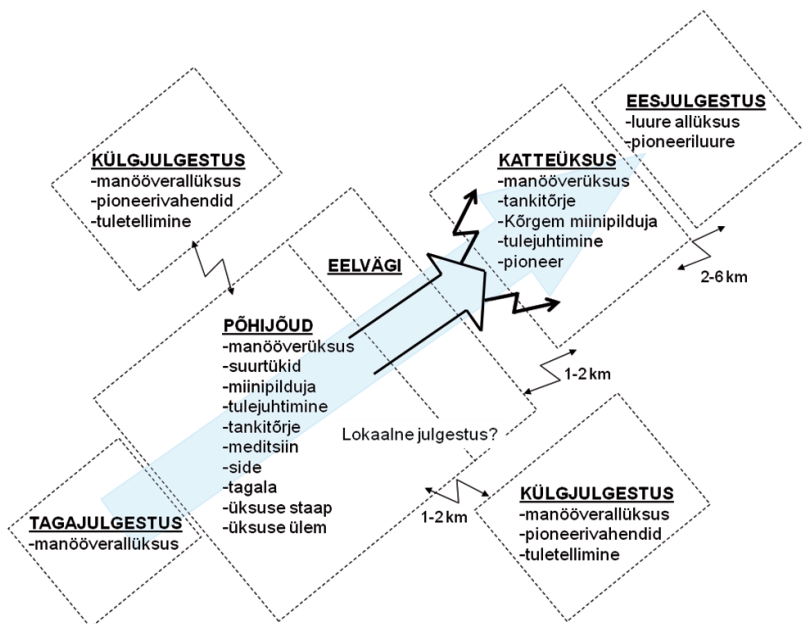 EESJULGESTUS
-luure allüksus
-pioneeriluure
KÜLGJULGESTUS
-manööverallüksus
-pioneerivahendid
-tuletellimine
KATTEÜKSUS
-manööverüksus
-tankitõrje
-Kõrgem miinipilduja
-tulejuhtimine
-pioneer
EELVÄGI
2-6 km
PÕHIJÕUD
-manööverüksus
-suurtükid
-miinipilduja
-tulejuhtimine
-tankitõrje
-meditsiin
-side
-tagala
-üksuse staap
-üksuse ülem
1-2 km
Lokaalne julgestus?
1-2 km
KÜLGJULGESTUS
-manööverallüksus
-pioneerivahendid
-tuletellimine
TAGAJULGESTUS
-manööverallüksus